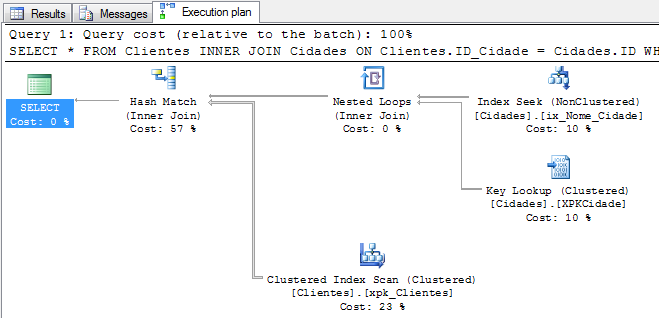 Results Messages Execution plan
Query 1: Query cost (relative to the batch): 100%
SELECT * FROM Clientes INNER JOIN Cidades ON Clientes.ID_Cidade = Cidades.ID WH
SELECT
Cost: 0 %
Hash Match
(Inner Join)
Cost: 57 %
Nested Loops
(Inner Join)
Cost: 0 %
Index Seek (NonClustered)
[Cidades].[ix_Nome_Cidade]
Cost: 10 %
Key Lookup (Clustered)
[Cidades].[XPKCidade]
Cost: 10 %
Clustered Index Scan (Clustered)
[Clientes].[xpk_Clientes]
Cost: 23 %